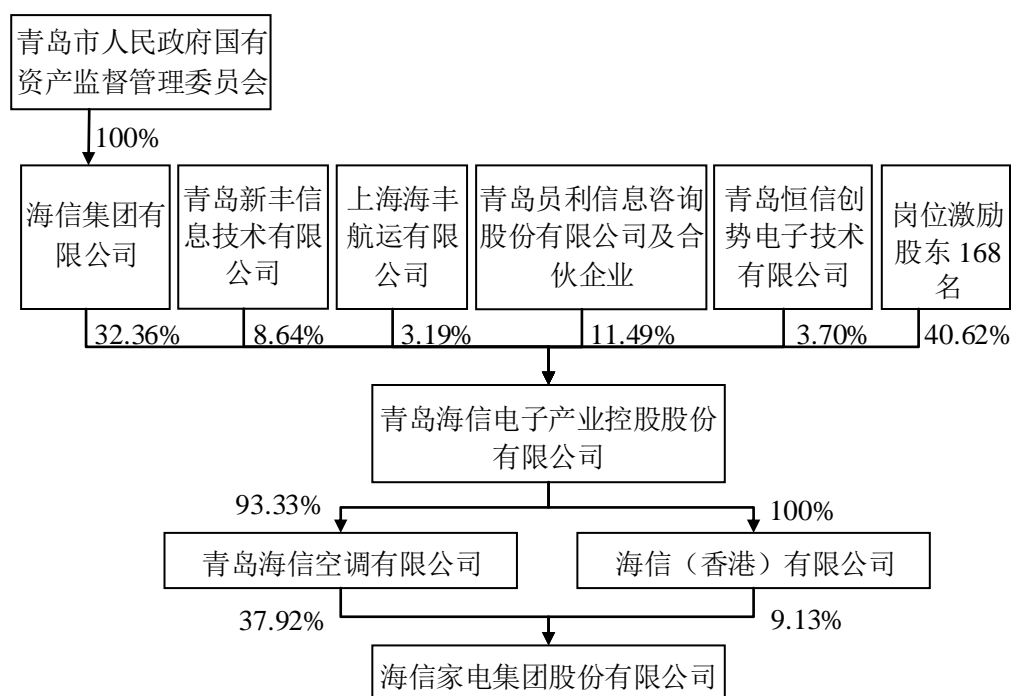 青岛市人民政府国有
资产监督管理委员会
100%
海信集团有
限公司
青岛新丰信
息技术有限
公司
上海海丰
航运有限
公司
青岛员利信息咨询
股份有限公司及合
伙企业
青岛恒信创
势电子技术
有限公司
岗位激励
股东 168
名
32.36%
8.64%
3.19%
11.49%
3.70%
40.62%
青岛海信电子产业控股股份
有限公司
93.33%
100%
青岛海信空调有限公司
海信（香港）有限公司
37.92%
9.13%
海信家电集团股份有限公司